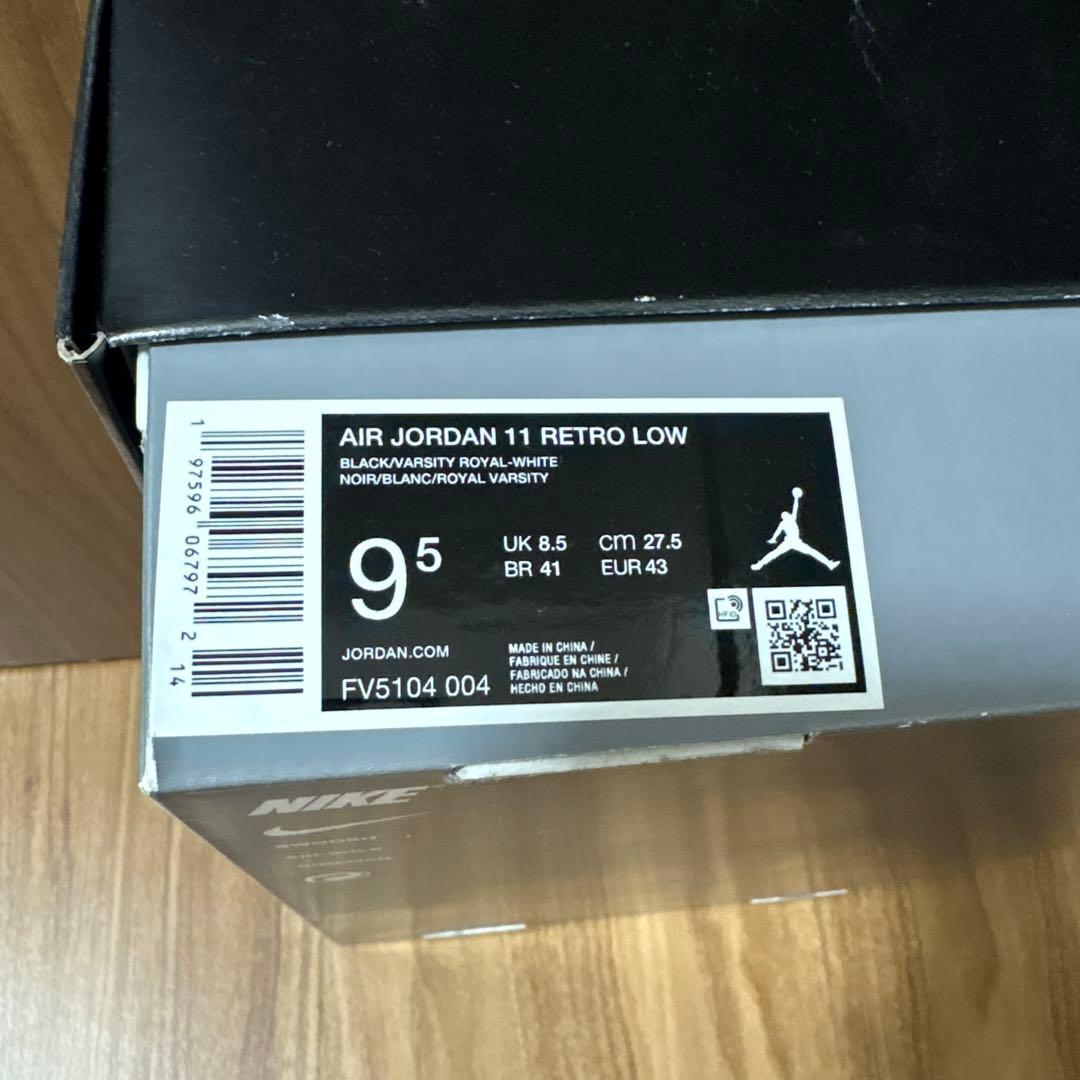 1 97596 06797 2 14
AIR JORDAN 11 RETRO LOW
BLACK/VARSITY ROYAL-WHITE
NOIR/BLANC/ROYAL VARSITY
9⁵
UK 8.5 cm 27.5
BR 41 EUR 43
JORDAN.COM
FV5104 004
MADE IN CHINA /
FABRIQUE EN CHINE /
FABRICADO NA CHINA /
HECHO EN CHINA
RFID
NIKE
SWOOSH